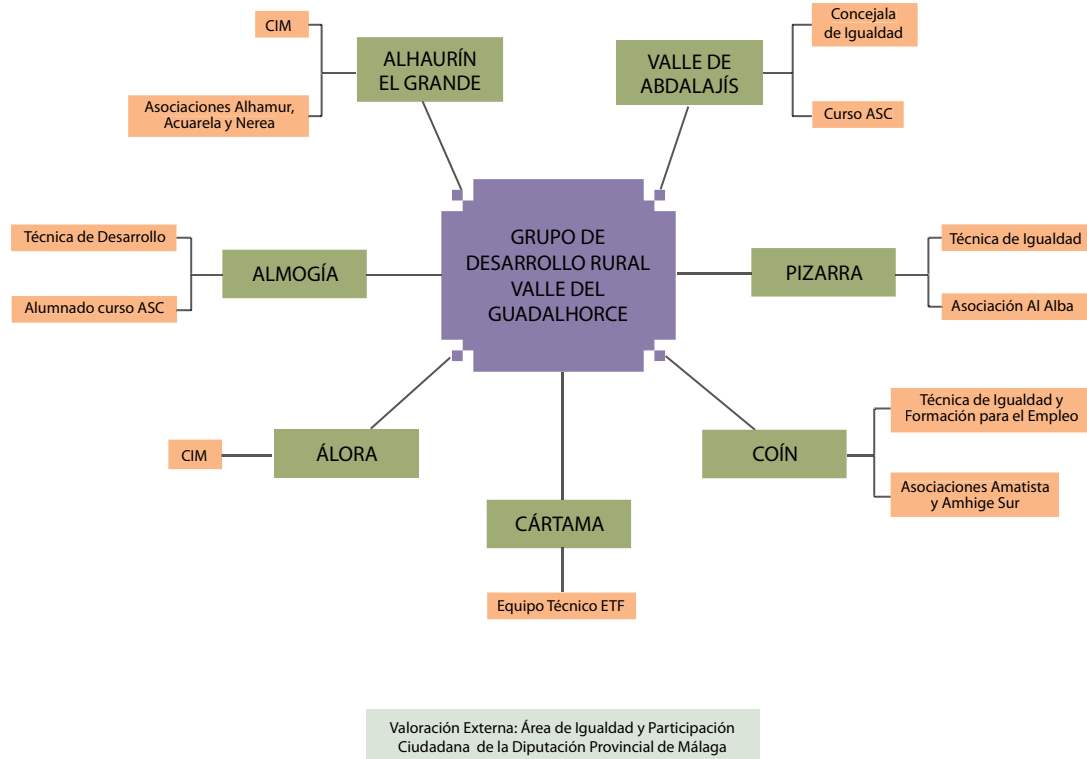 CIM
ALHAURÍN
EL GRANDE
Asociaciones Alhamur,
Acuarela y Nerea
VALLE DE
ABDALAJÍS
Concejala
de Igualdad
Curso ASC
Técnica de Desarrollo
ALMOGÍA
Alumnado curso ASC
GRUPO DE
DESARROLLO RURAL
VALLE DEL
GUADALHORCE
PIZARRA
Técnica de Igualdad
Asociación Al Alba
CIM
ÁLORA
COÍN
Técnica de Igualdad y
Formación para el Empleo
Asociaciones Amatista
y Amhige Sur
CÁRTAMA
Equipo Técnico ETF
Valoración Externa: Área de Igualdad y Participación
Ciudadana de la Diputación Provincial de Málaga